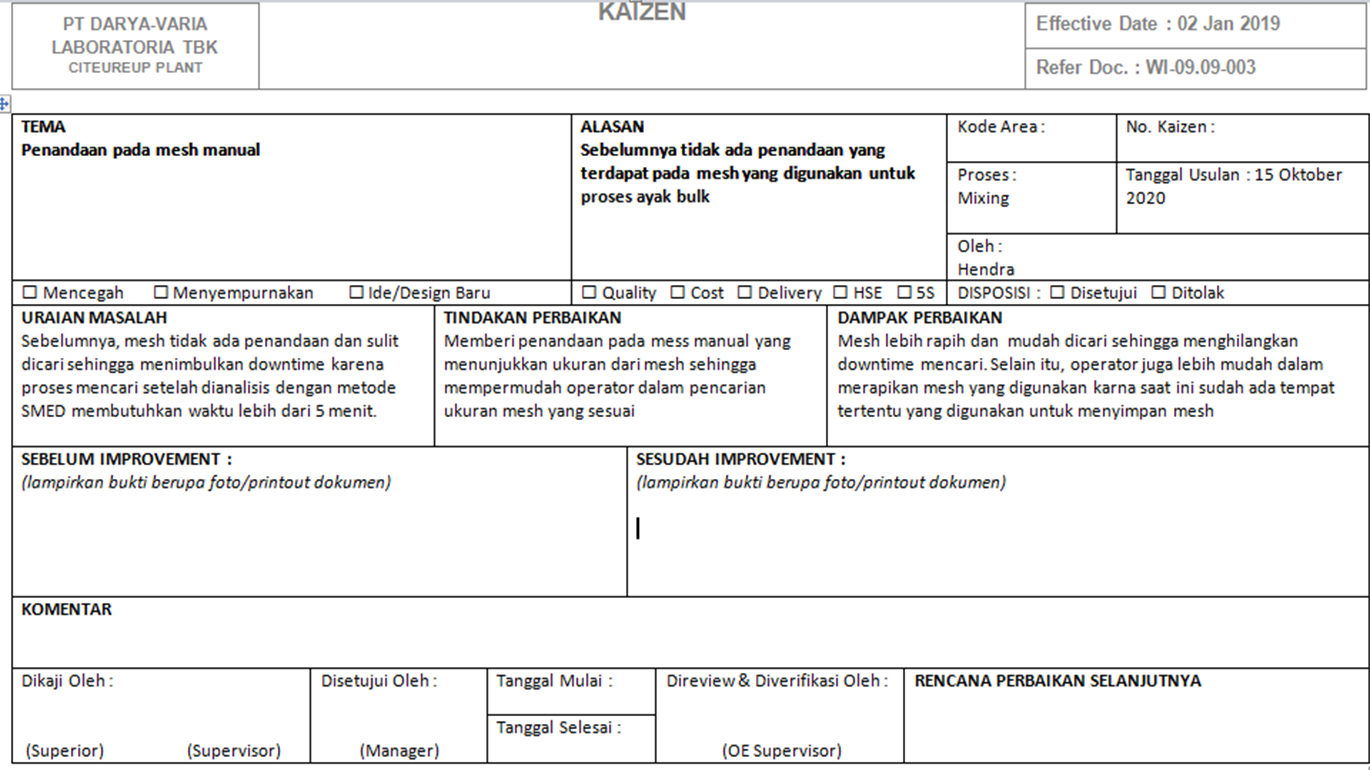 PT DARYA-VARIA
LABORATORIA TBK
CITEUREUP PLANT
KAIZEN
Effective Date : 02 Jan 2019
Refer Doc. : WI-09.09-003
TEMA
Penandaan pada mesh manual
ALASAN
Sebelumnya tidak ada penandaan yang
terdapat pada mesh yang digunakan untuk
proses ayak bulk
Kode Area :
No. Kaizen :
Proses :
Mixing
Tanggal Usulan : 15 Oktober
2020
Oleh :
Hendra
☐ Mencegah ☐ Menyempurnakan ☐ Ide/Design Baru
☐ Quality ☐ Cost ☐ Delivery ☐ HSE ☐ 5S
DISPOSISI : ☐ Disetujui ☐ Ditolak
URAIAN MASALAH
Sebelumnya, mesh tidak ada penandaan dan sulit
dicari sehingga menimbulkan downtime karena
proses mencari setelah dianalisis dengan metode
SMED membutuhkan waktu lebih dari 5 menit.
TINDAKAN PERBAIKAN
Memberi penandaan pada mess manual yang
menunjukkan ukuran dari mesh sehingga
mempermudah operator dalam pencarian
ukuran mesh yang sesuai
DAMPAK PERBAIKAN
Mesh lebih rapih dan mudah dicari sehingga menghilangkan
downtime mencari. Selain itu, operator juga lebih mudah dalam
merapikan mesh yang digunakan karna saat ini sudah ada tempat
tertentu yang digunakan untuk menyimpan mesh
SEBELUM IMPROVEMENT :
(lampirkan bukti berupa foto/printout dokumen)
SESUDAH IMPROVEMENT :
(lampirkan bukti berupa foto/printout dokumen)
KOMENTAR
Dikaji Oleh :
(Superior) (Supervisor)
Disetujui Oleh :
(Manager)
Tanggal Mulai :
Tanggal Selesai :
Direview & Diverifikasi Oleh :
(OE Supervisor)
RENCANA PERBAIKAN SELANJUTNYA